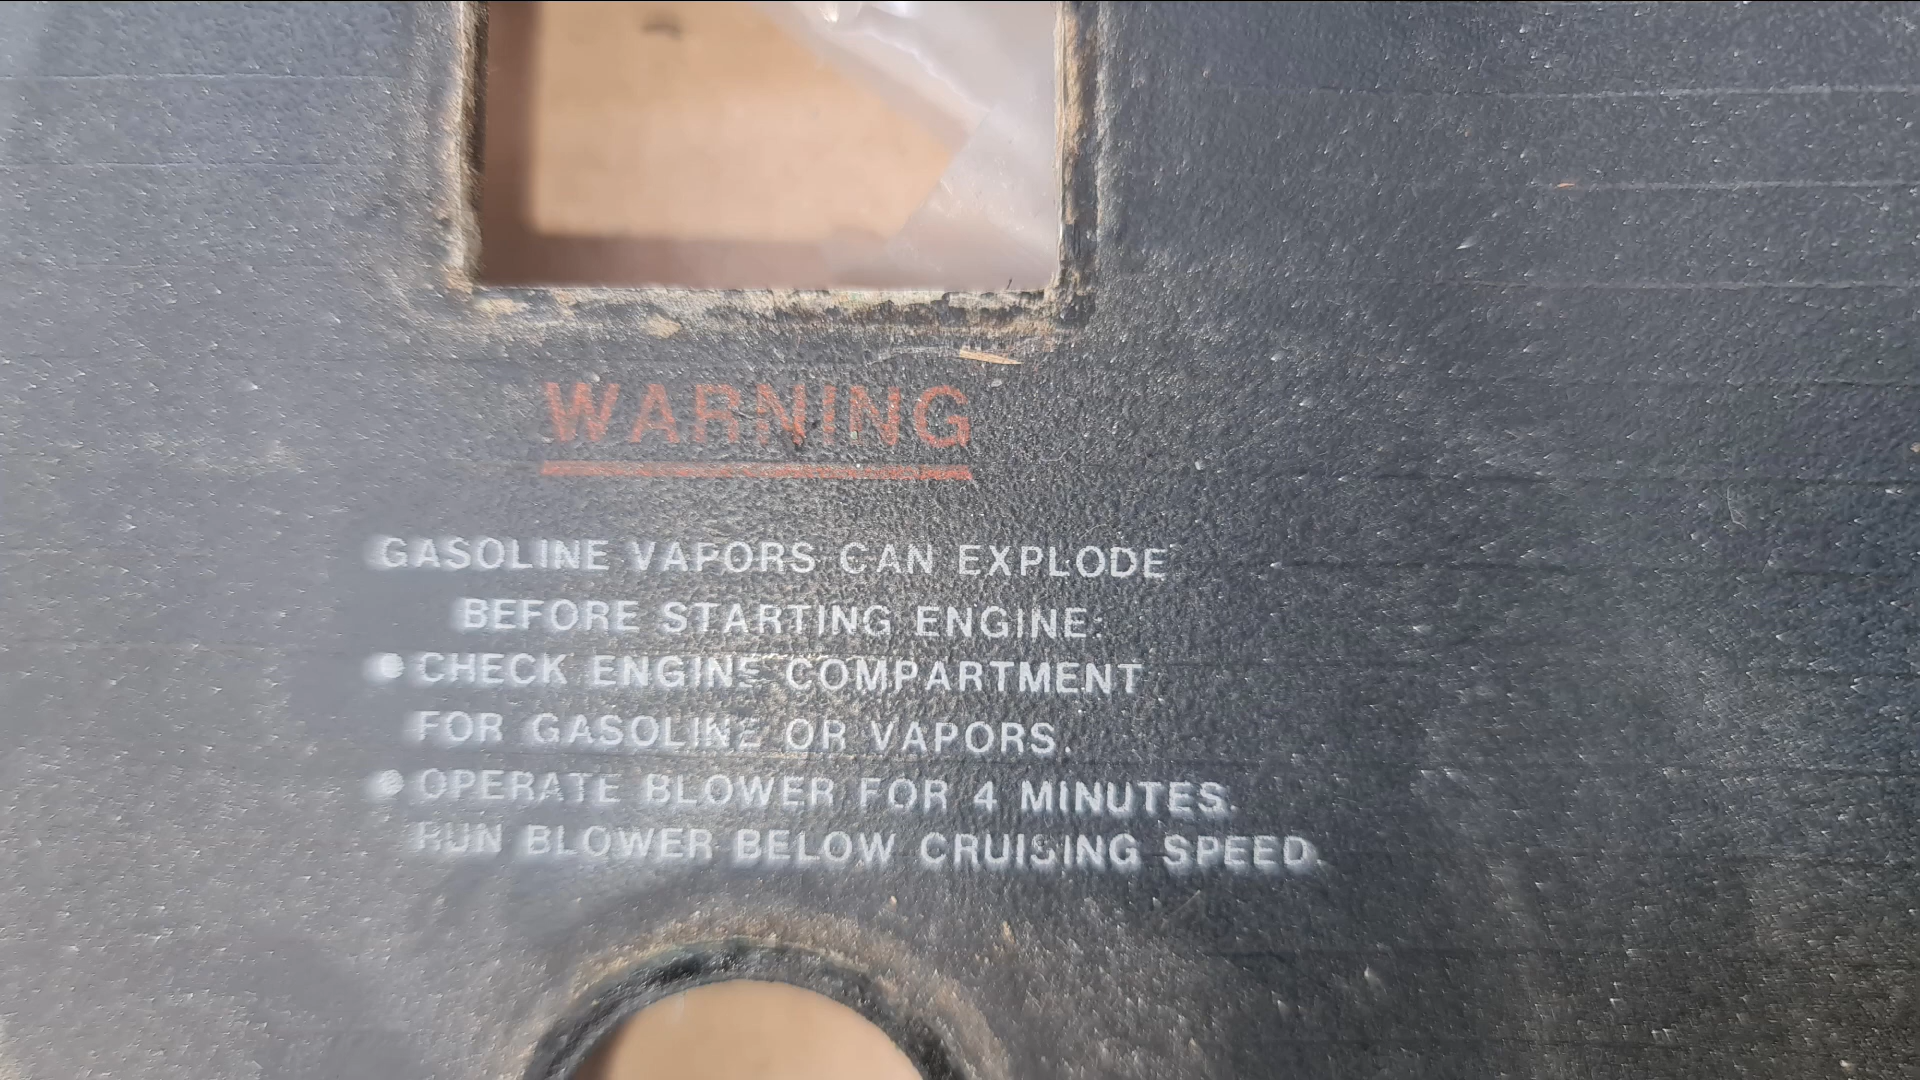 WARNING
GASOLINE VAPORS CAN EXPLODE
BEFORE STARTING ENGINE:
● CHECK ENGINE COMPARTMENT
FOR GASOLINE OR VAPORS.
● OPERATE BLOWER FOR 4 MINUTES.
RUN BLOWER BELOW CRUISING SPEED.